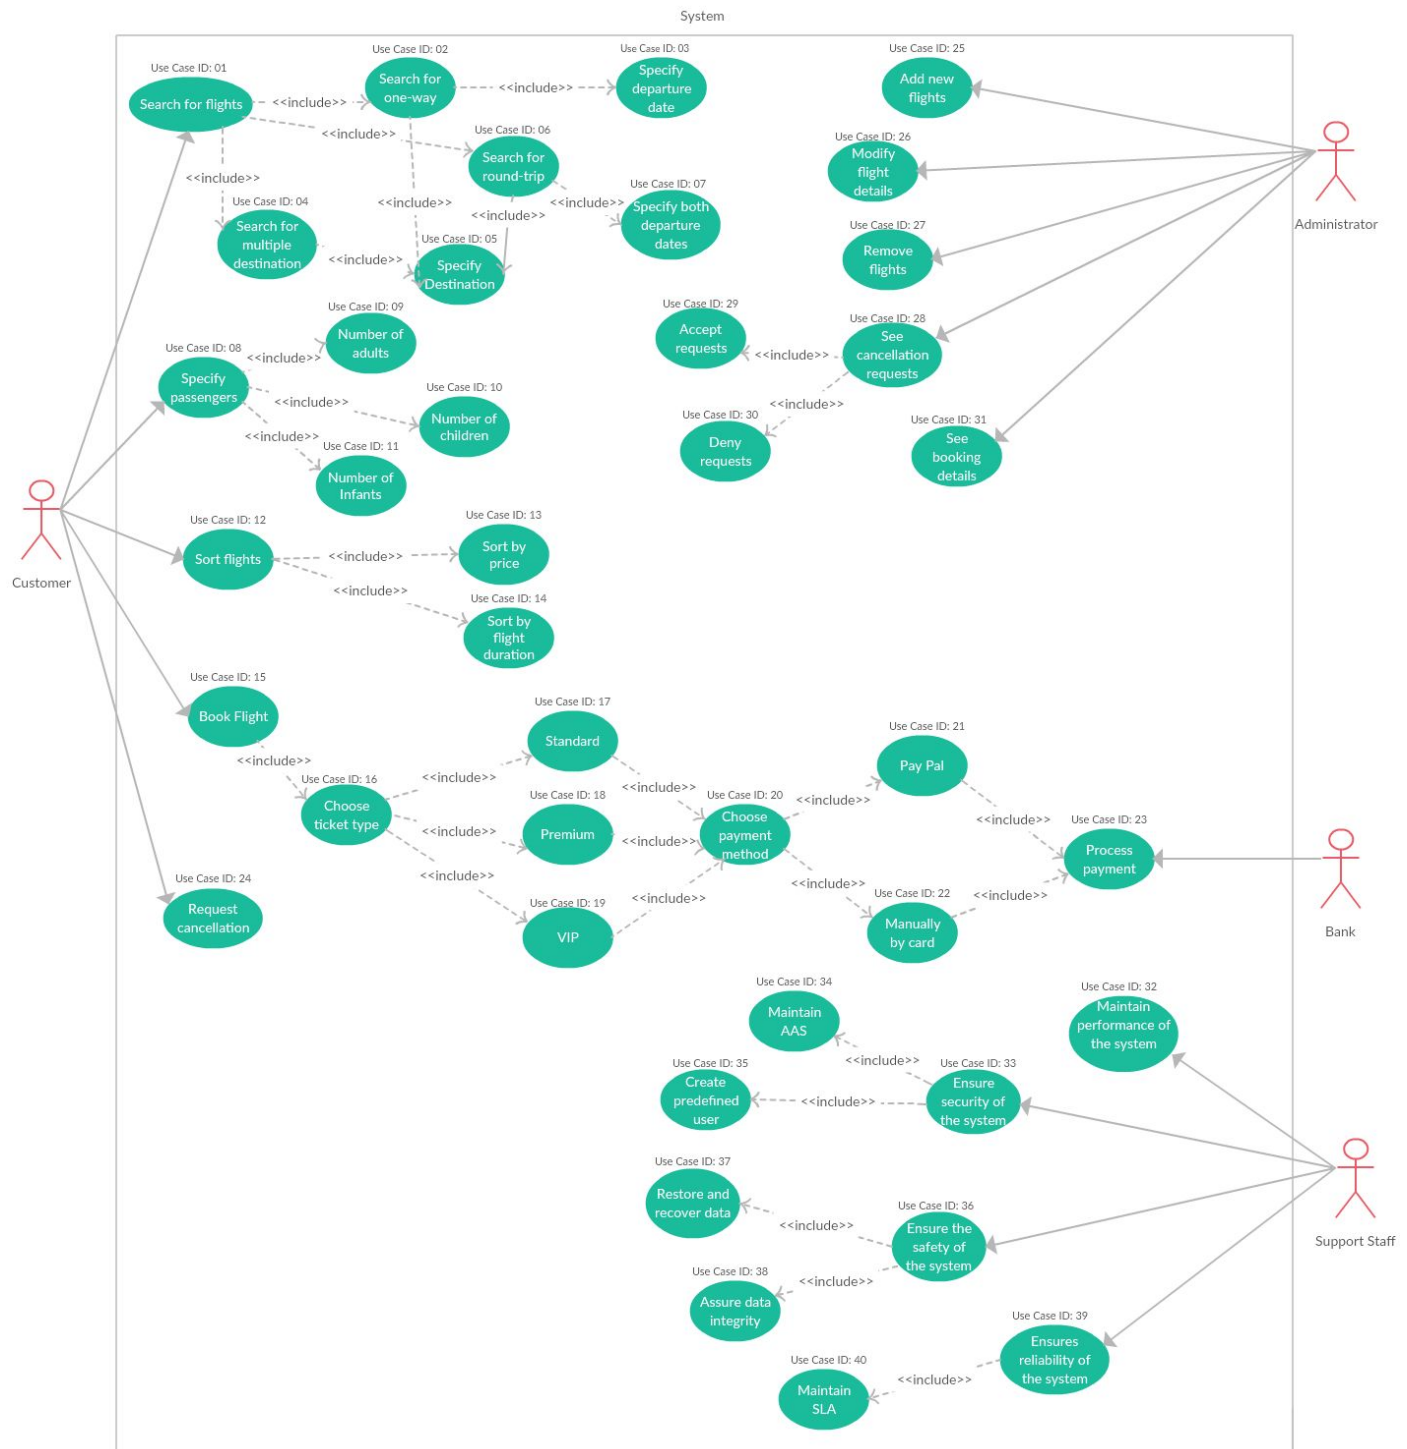 System
Use Case ID: 01
Search for flights
<<include>>
Use Case ID: 02
Search for
one-way
<<include>>
Use Case ID: 03
Specify
departure
date
<<include>>
Use Case ID: 06
Search for
round-trip
<<include>>
Use Case ID: 04
Search for
multiple
destination
<<include>>
<<include>>
<<include>>
<<include>>
Use Case ID: 07
Specify both
departure
dates
Use Case ID: 05
Specify
Destination
Use Case ID: 25
Add new
flights
Use Case ID: 26
Modify
flight
details
Use Case ID: 27
Remove
flights
Administrator
Use Case ID: 28
See
cancellation
requests
<<include>>
Use Case ID: 29
Accept
requests
<<include>>
Use Case ID: 30
Deny
requests
Use Case ID: 31
See
booking
details
Use Case ID: 08
Specify
passengers
<<include>>
Use Case ID: 09
Number of
adults
<<include>>
Use Case ID: 10
Number of
children
<<include>>
Use Case ID: 11
Number of
Infants
Customer
Use Case ID: 12
Sort flights
<<include>>
Use Case ID: 13
Sort by
price
<<include>>
Use Case ID: 14
Sort by
flight
duration
Use Case ID: 15
Book Flight
<<include>>
Use Case ID: 16
Choose
ticket type
<<include>>
Use Case ID: 17
Standard
<<include>>
<<include>>
Use Case ID: 18
Premium
<<include>>
<<include>>
Use Case ID: 19
VIP
<<include>>
Use Case ID: 20
Choose
payment
method
<<include>>
Use Case ID: 21
Pay Pal
<<include>>
<<include>>
Use Case ID: 22
Manually
by card
<<include>>
Use Case ID: 23
Process
payment
Bank
Use Case ID: 24
Request
cancellation
Use Case ID: 32
Maintain
performance of
the system
Use Case ID: 33
Ensure
security of
the system
<<include>>
Use Case ID: 34
Maintain
AAS
<<include>>
Use Case ID: 35
Create
predefined
user
Support Staff
Use Case ID: 36
Ensure the
safety of
the system
<<include>>
Use Case ID: 37
Restore and
recover data
<<include>>
Use Case ID: 38
Assure data
integrity
Use Case ID: 39
Ensures
reliability of
the system
<<include>>
Use Case ID: 40
Maintain
SLA